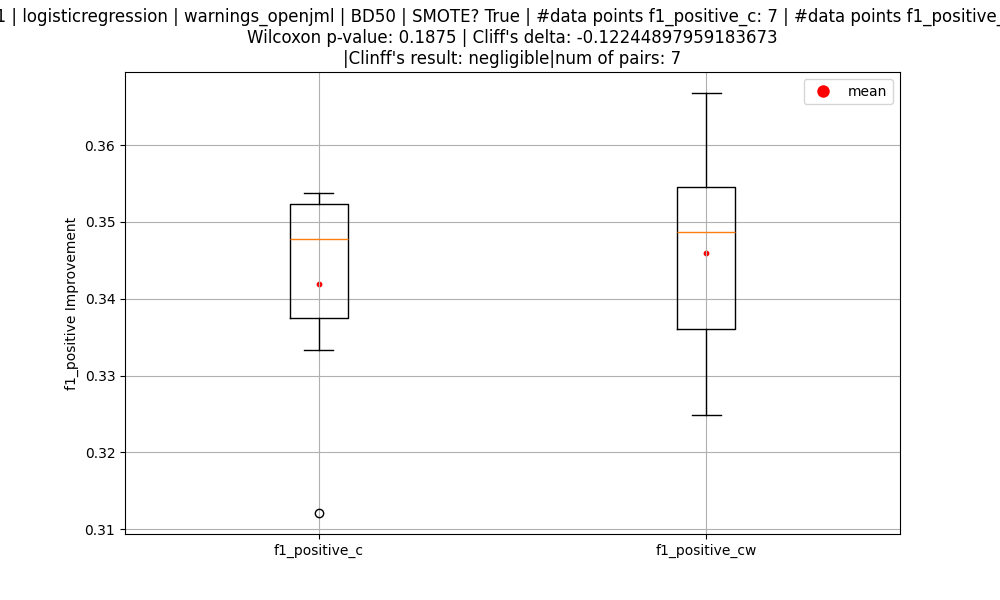 1 | logisticregression | warnings_openjml | BD50 | SMOTE? True | #data points f1_positive_c: 7 | #data points f1_positive_
Wilcoxon p-value: 0.1875 | Cliff's delta: -0.12244897959183673
|Clinff's result: negligible|num of pairs: 7
mean
0.36
0.35
0.34
0.33
0.32
0.31
f1_positive Improvement
f1_positive_c
f1_positive_cw